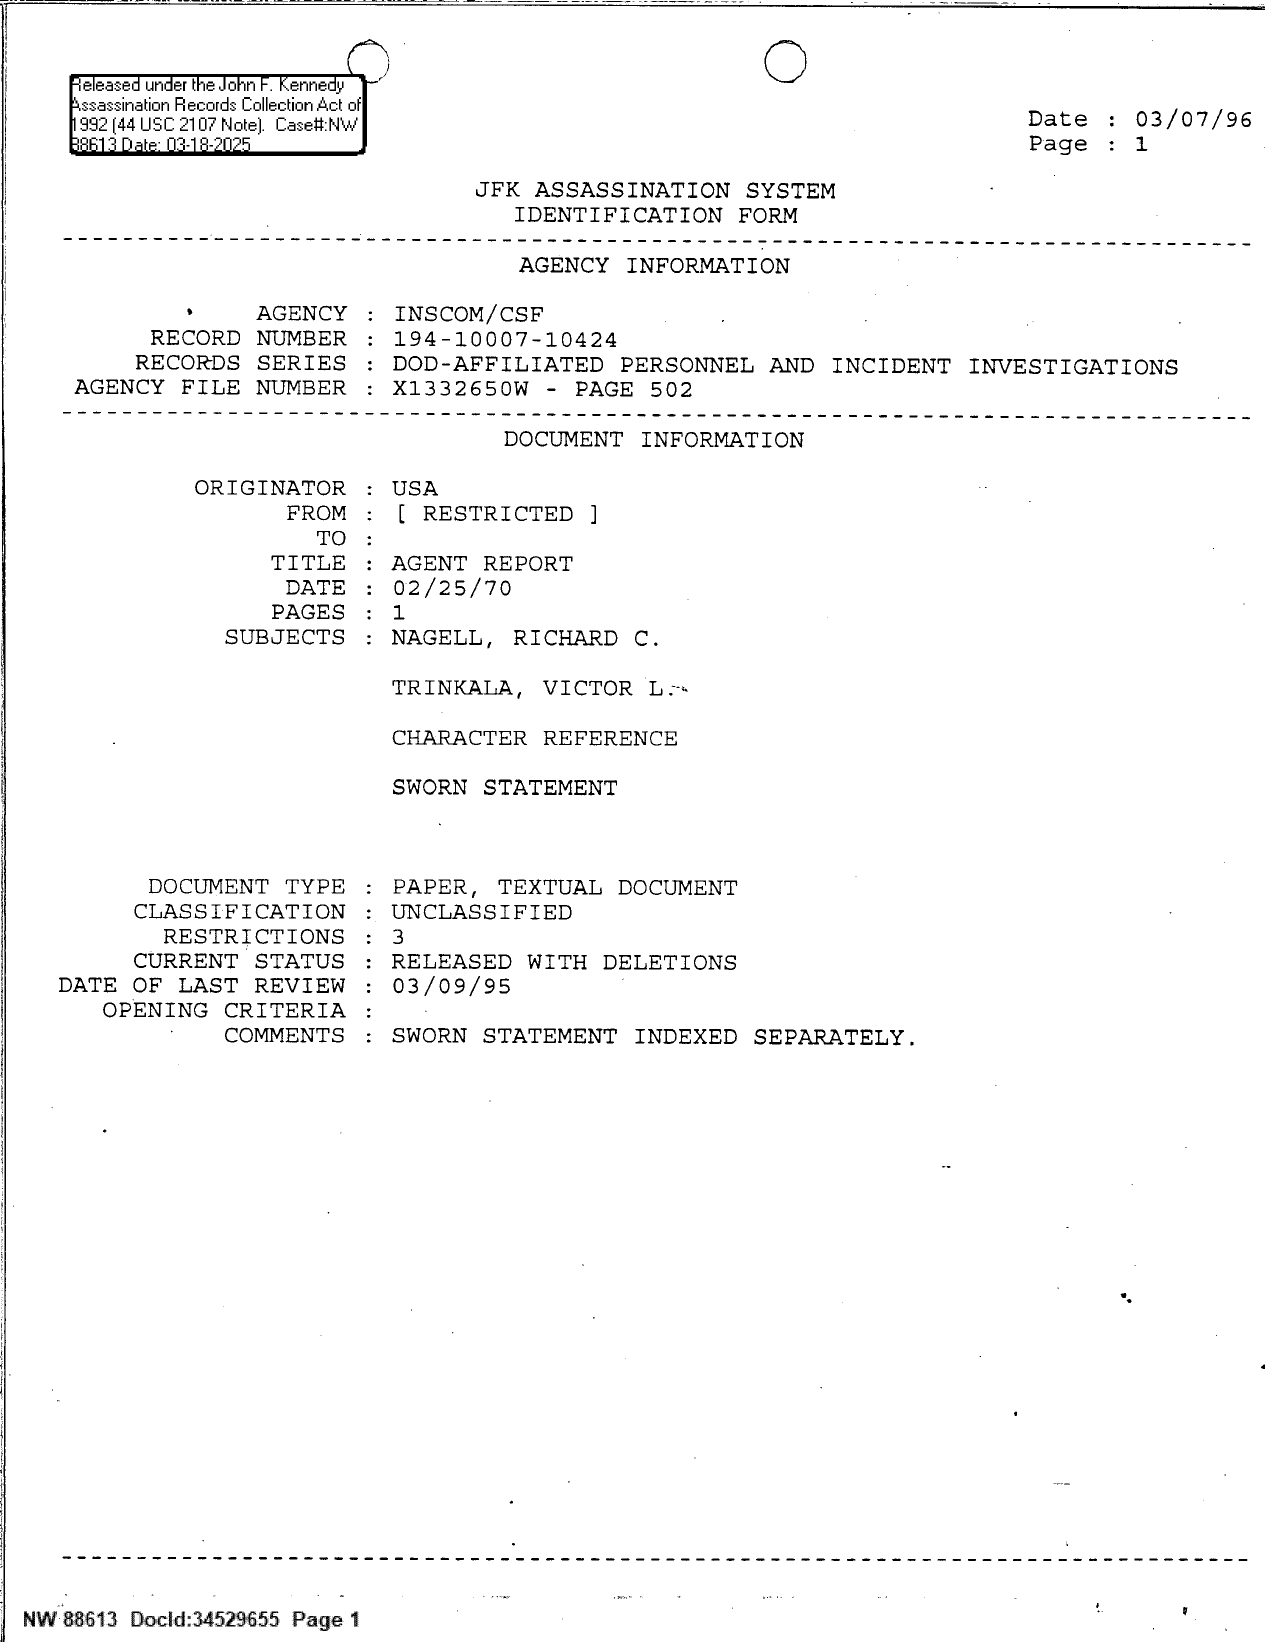 Released under the John F. Kennedy
Assassination Records Collection Act of
1992 (44 USC 2107 Note). Case#:NW
88613 Date: 03-18-2025
Date : 03/07/96
Page : 1
JFK ASSASSINATION SYSTEM
IDENTIFICATION FORM
AGENCY INFORMATION
AGENCY : INSCOM/CSF
RECORD NUMBER : 194-10007-10424
RECORDS SERIES : DOD-AFFILIATED PERSONNEL AND INCIDENT INVESTIGATIONS
AGENCY FILE NUMBER : X1332650W - PAGE 502
DOCUMENT INFORMATION
ORIGINATOR : USA
FROM : [ RESTRICTED ]
TO :
TITLE : AGENT REPORT
DATE : 02/25/70
PAGES : 1
SUBJECTS : NAGELL, RICHARD C.
TRINKALA, VICTOR L.
CHARACTER REFERENCE
SWORN STATEMENT
DOCUMENT TYPE : PAPER, TEXTUAL DOCUMENT
CLASSIFICATION : UNCLASSIFIED
RESTRICTIONS : 3
CURRENT STATUS : RELEASED WITH DELETIONS
DATE OF LAST REVIEW : 03/09/95
OPENING CRITERIA :
COMMENTS : SWORN STATEMENT INDEXED SEPARATELY.
NW 88613 DocId:34529655 Page 1